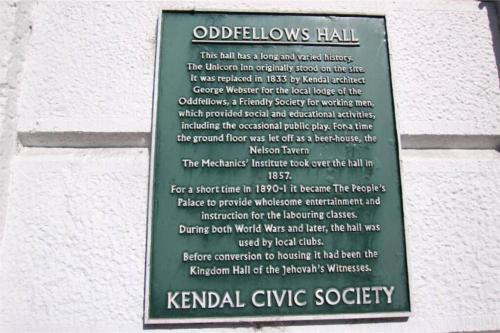 ODDFELLOWS HALL
This hall has a long and varied history.
The Unicorn Inn originally stood on the site.
It was replaced in 1833 by Kendal architect
George Webster for the local lodge of the
Oddfellows, a Friendly Society for working men,
which provided social and educational activities,
including the occasional public play. For a time
the ground floor was let off as a beer-house, the
Nelson Tavern
The Mechanics' Institute took over the hall in
1857.
For a short time in 1890-1 it became The People's
Palace to provide wholesome entertainment and
instruction for the labouring classes.
During both World Wars and later, the hall was
used by local clubs.
Before conversion to housing it had been the
Kingdom Hall of the Jehovah's Witnesses.
KENDAL CIVIC SOCIETY